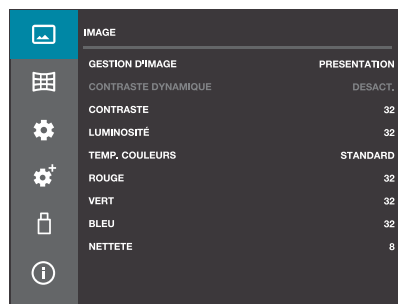 IMAGE
GESTION D'IMAGE PRESENTATION
CONTRASTE DYNAMIQUE DESACT.
CONTRASTE 32
LUMINOSITÉ 32
TEMP. COULEURS STANDARD
ROUGE 32
VERT 32
BLEU 32
NETTETE 8